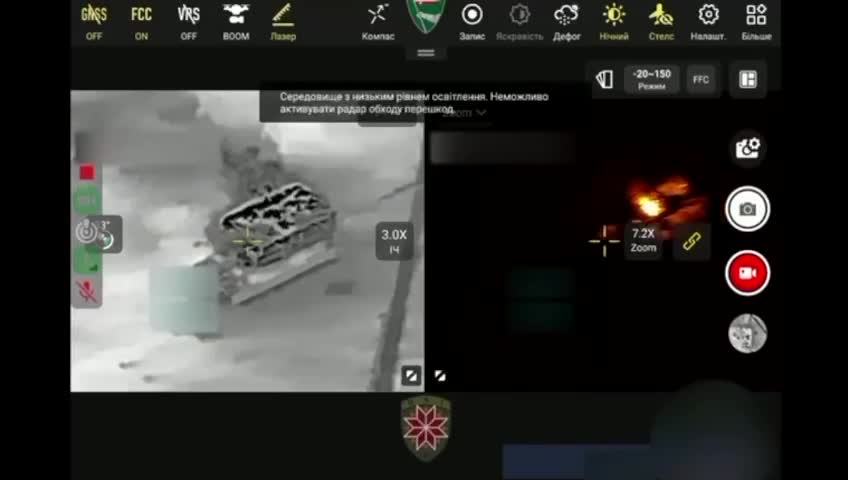 GNSS FCC VRS
OFF ON OFF BOOM Лазер Компас Запис Яскравість Дефог Нічний Стелс Налашт. Більше
-20~150
Режим
FFC
Середовище з низьким рівнем освітлення. Неможливо
активувати радар обходу перешкод.
Zoom
3.0X
ІЧ
7.2X
Zoom